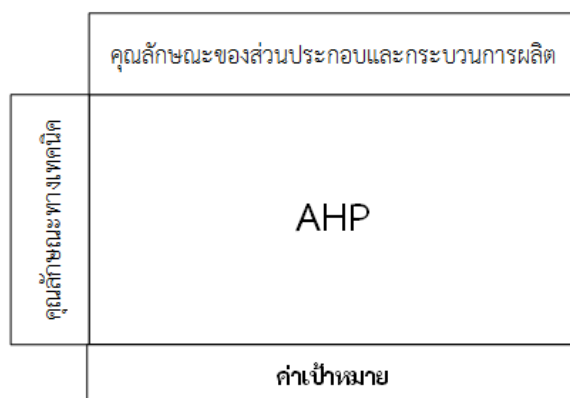 คุณลักษณะของส่วนประกอบและกระบวนการผลิต
คุณลักษณะทางเทคนิค
AHP
ค่าเป้าหมาย